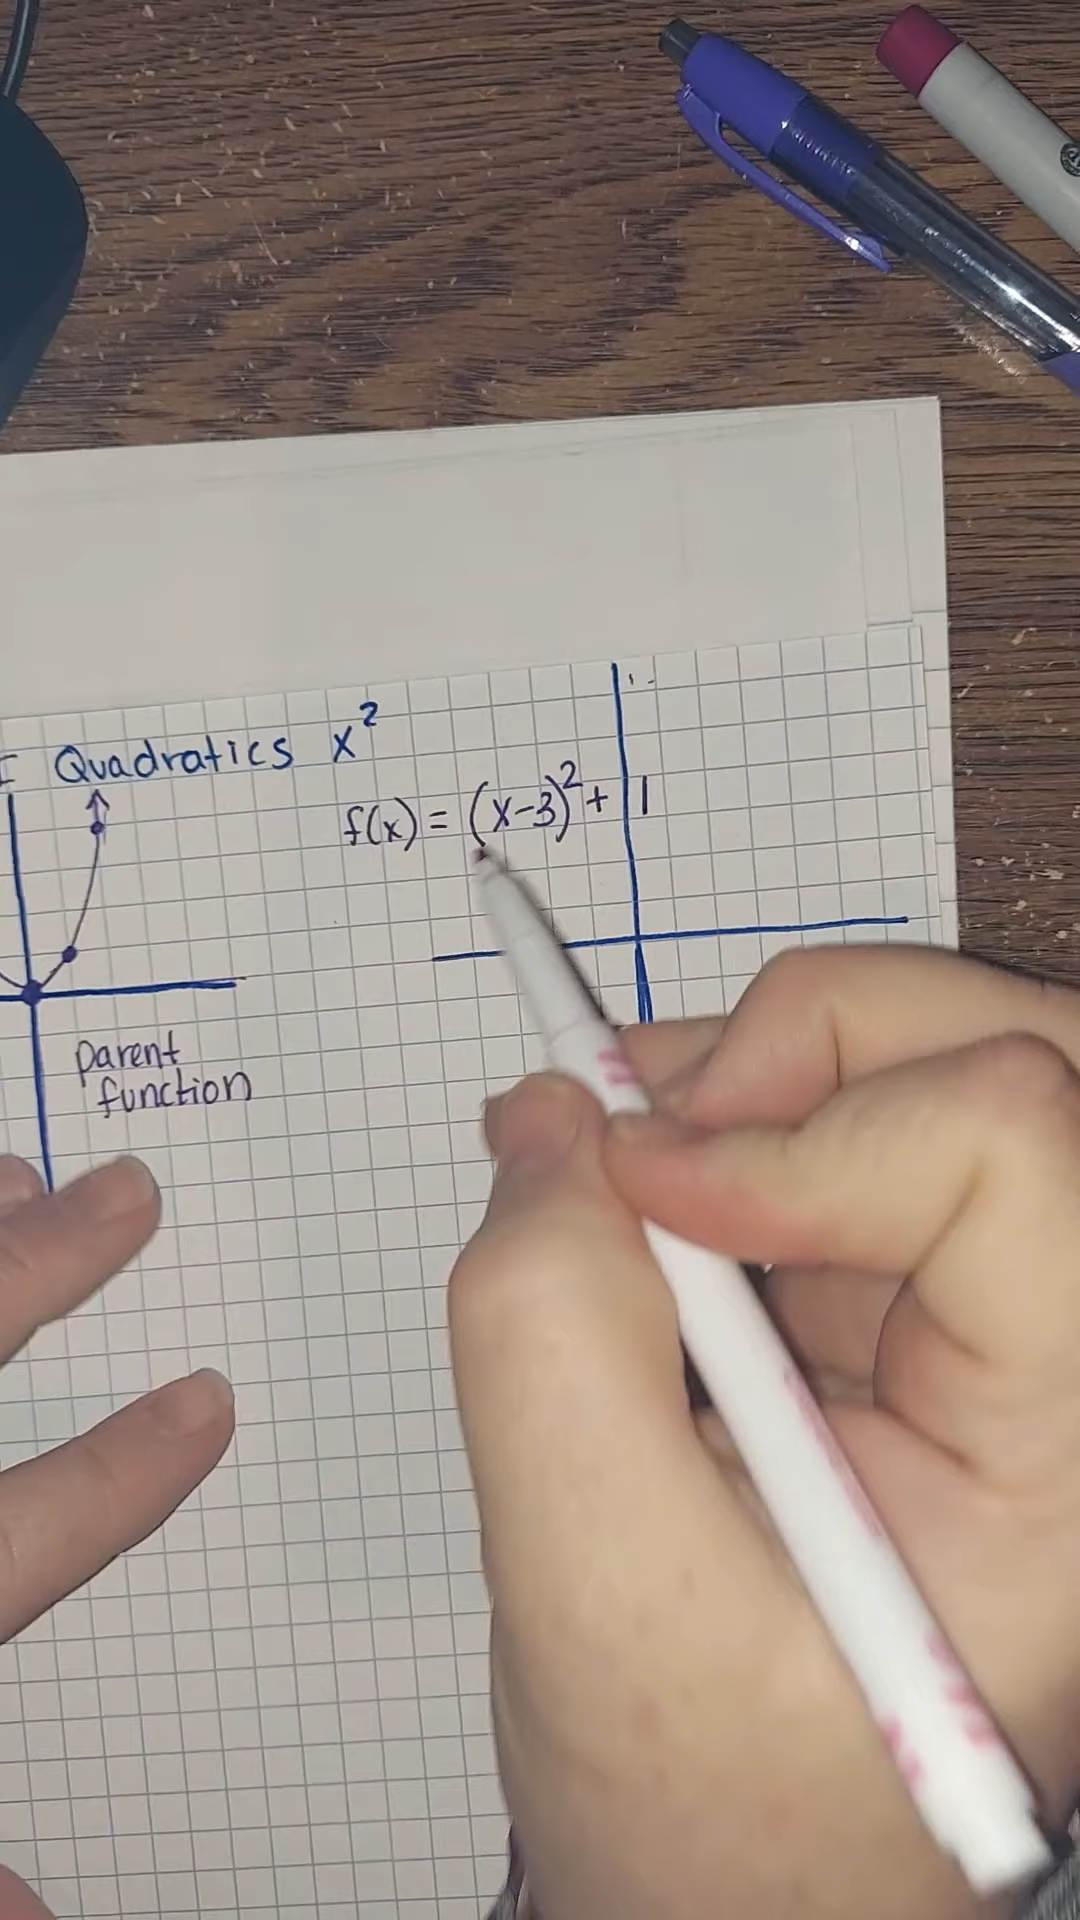 Quadratics x²
f(x) = (x-3)² + 1
parent
function